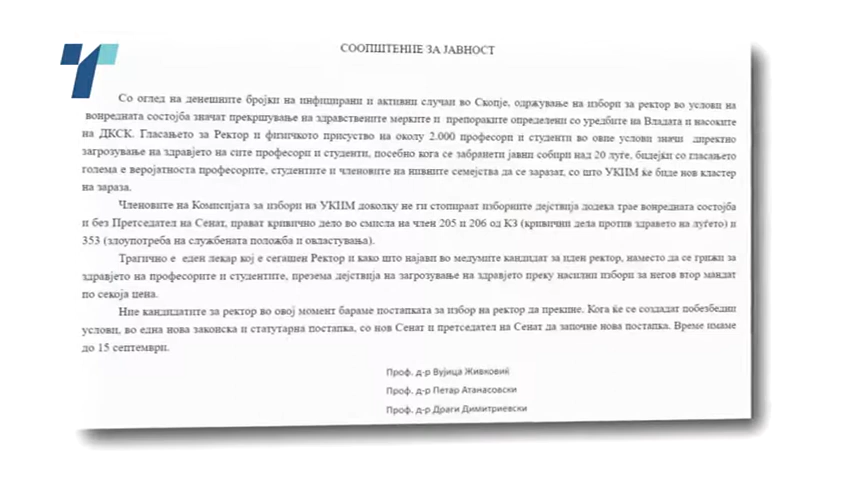 СООПШТЕНИЕ ЗА ЈАВНОСТ
Со оглед на денешните бројки на инфицирани и активни случаи во Скопје, одржување на избори за ректор во услови на
вонредната состојба значат прекршување на здравствените мерките и препораките определени со уредбите на Владата и насоките
на ДКСК. Гласањето за Ректор и физичкото присуство на околу 2.000 професори и студенти во овие услови значи директно
загрозување на здравјето на сите професори и студенти, посебно кога се забранети јавни собири над 20 луѓе, бидејќи со гласањето
голема е веројатноста професорите, студентите и членовите на нивните семејства да се заразат, со што УКИМ ќе биде нов кластер
на зараза.
Членовите на Комисијата за избори на УКИМ доколку не ги стопираат изборните дејствија додека трае вонредната состојба
и без Претседател на Сенат, прават кривично дело во смисла на член 205 и 206 од КЗ (кривични дела против здравето на луѓето) и
353 (злоупотреба на службената положба и овластувања).
Трагично е еден лекар кој е сегашен Ректор и како што најави во медумите кандидат за иден ректор, наместо да се грижи за
здравјето на професорите и студентите, презема дејствија на загрозување на здравјето преку насилни избори за негов втор мандат
по секоја цена.
Ние кандидатите за ректор во овој момент бараме постапката за избор на ректор да прекине. Кога ќе се создадат побезбедни
услови, во една нова законска и статутарна постапка, со нов Сенат и претседател на Сенат да започне нова постапка. Време имаме
до 15 септември.
Проф. д-р Вујица Живковиќ
Проф. д-р Петар Атанасовски
Проф. д-р Драги Димитриевски